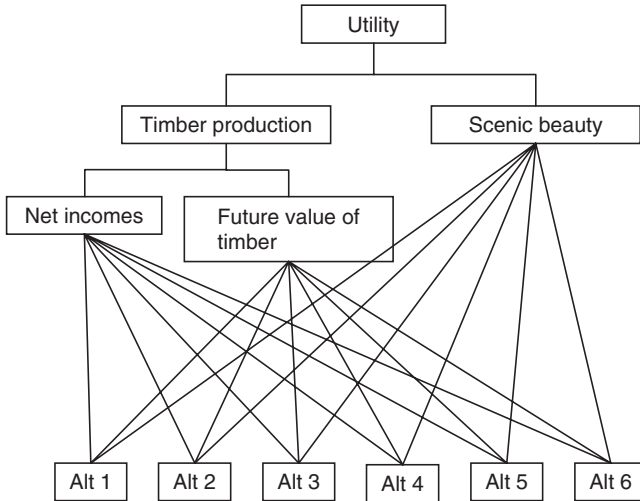 Utility
Timber production
Scenic beauty
Net incomes
Future value of
timber
Alt 1
Alt 2
Alt 3
Alt 4
Alt 5
Alt 6